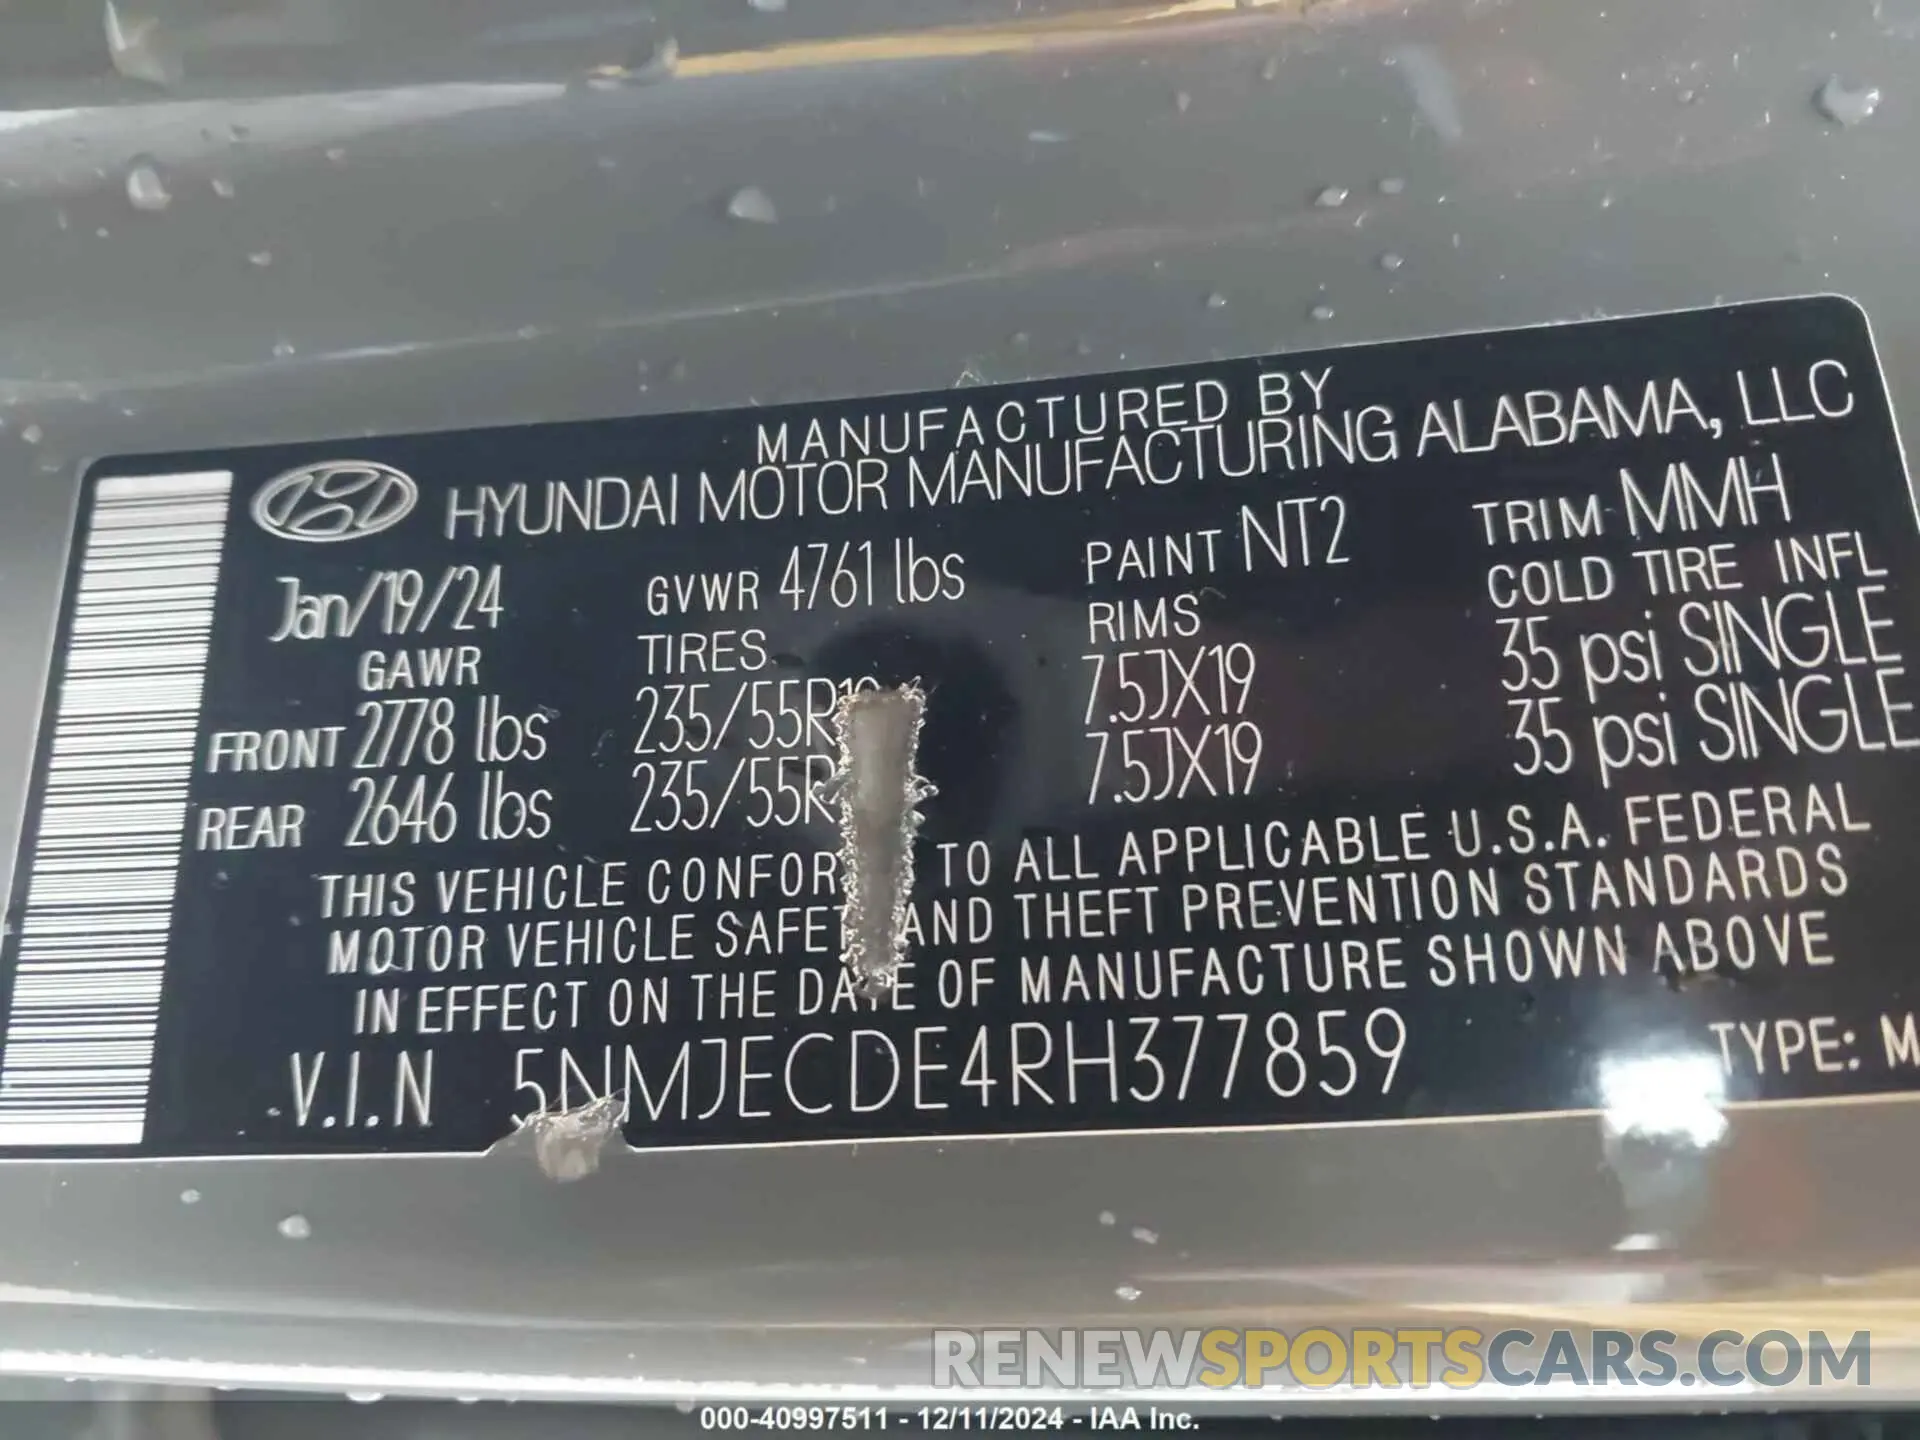 MANUFACTURED BY
HYUNDAI MOTOR MANUFACTURING ALABAMA, LLC
Jan/19/24 GVWR 4761 lbs PAINT NT2 TRIM MMH
GAWR TIRES RIMS COLD TIRE INFL
FRONT 2778 lbs 7.5JX19 35 psi SINGLE
REAR 2646 lbs 7.5JX19 35 psi SINGLE
THIS VEHICLE TO ALL APPLICABLE U.S.A. FEDERAL
MOTOR VEHICLE AND THEFT PREVENTION STANDARDS
IN EFFECT ON THE DATE OF MANUFACTURE SHOWN ABOVE
V.I.N 5NMJECDE4RH377859 TYPE:
RENEWSPORTSCARS.COM
000-40997511 - 12/11/2024 - IAA Inc.